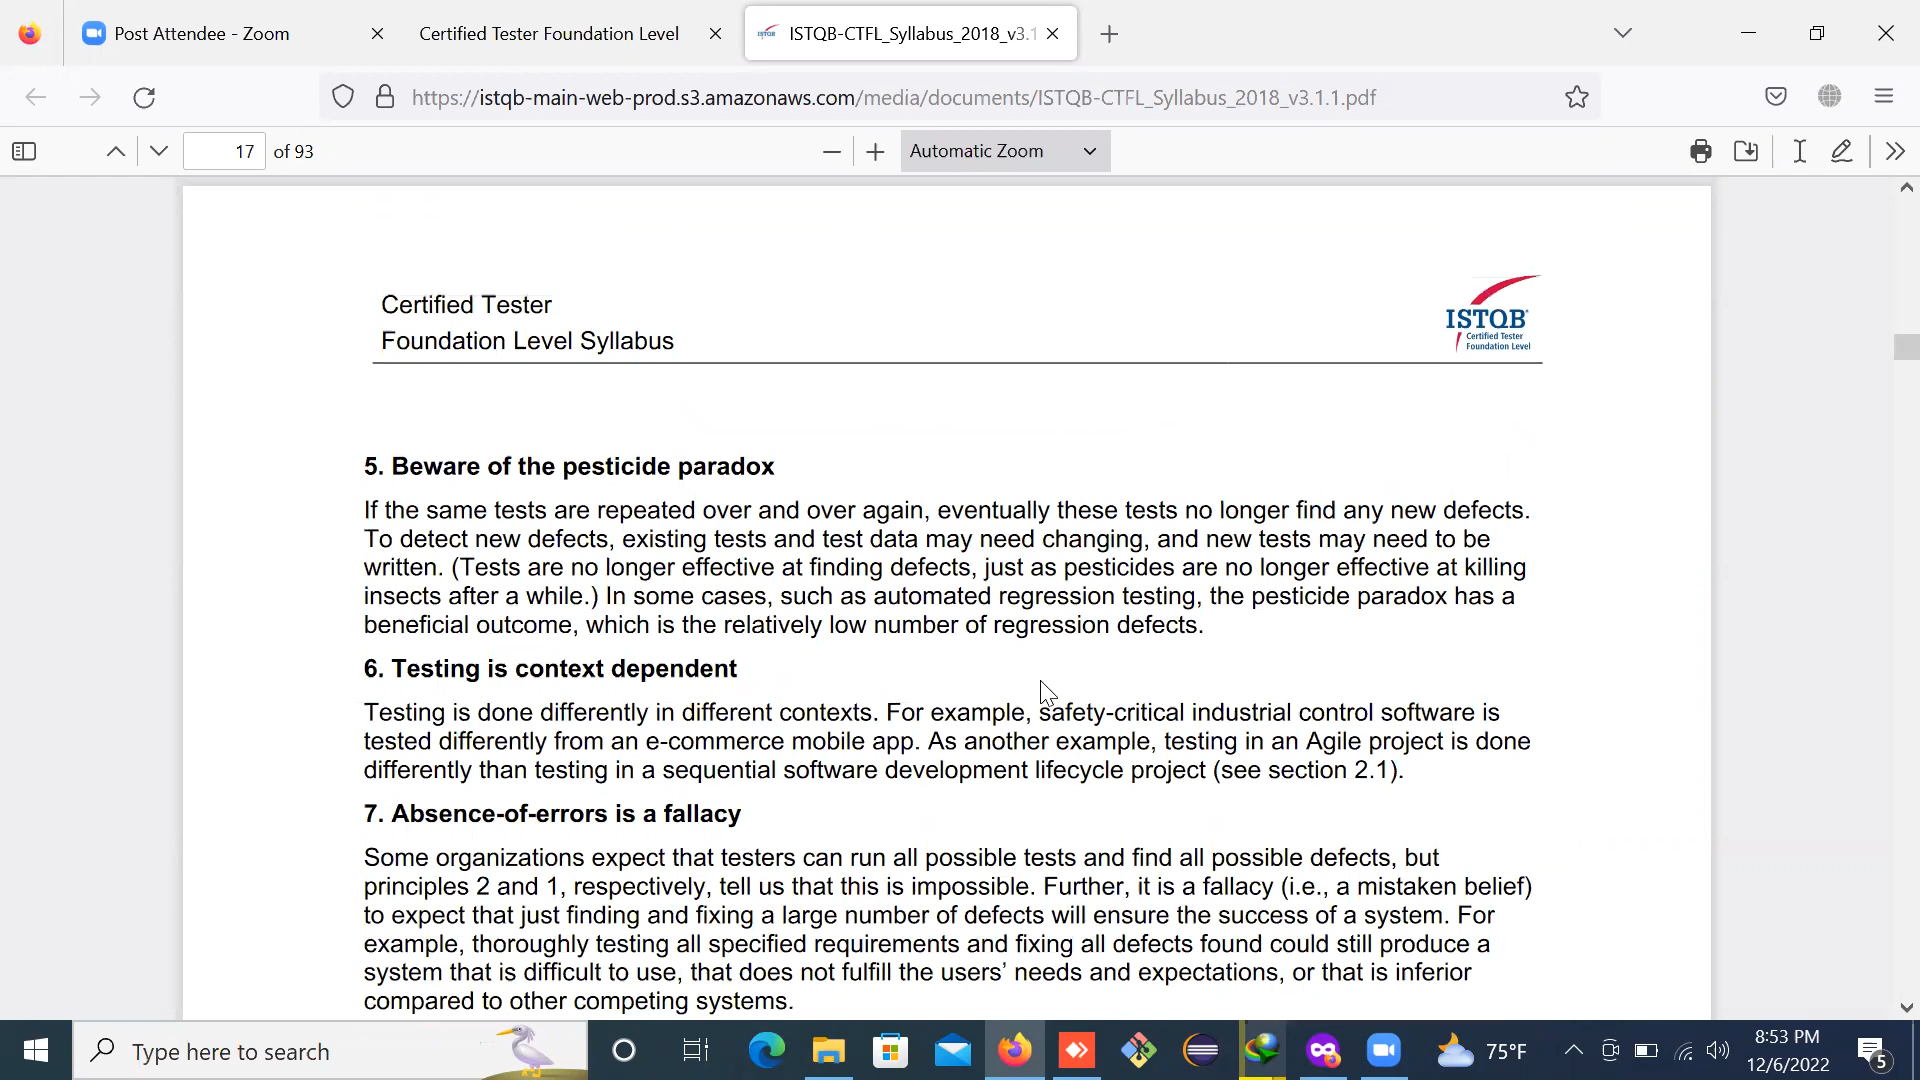 Post Attendee - Zoom
Certified Tester Foundation Level
ISTQB-CTFL_Syllabus_2018_v3.1
https://istqb-main-web-prod.s3.amazonaws.com/media/documents/ISTQB-CTFL_Syllabus_2018_v3.1.1.pdf
17 of 93
Automatic Zoom
Certified Tester
Foundation Level Syllabus
ISTQB®
Certified Tester
Foundation Level
5. Beware of the pesticide paradox
If the same tests are repeated over and over again, eventually these tests no longer find any new defects.
To detect new defects, existing tests and test data may need changing, and new tests may need to be
written. (Tests are no longer effective at finding defects, just as pesticides are no longer effective at killing
insects after a while.) In some cases, such as automated regression testing, the pesticide paradox has a
beneficial outcome, which is the relatively low number of regression defects.
6. Testing is context dependent
Testing is done differently in different contexts. For example, safety-critical industrial control software is
tested differently from an e-commerce mobile app. As another example, testing in an Agile project is done
differently than testing in a sequential software development lifecycle project (see section 2.1).
7. Absence-of-errors is a fallacy
Some organizations expect that testers can run all possible tests and find all possible defects, but
principles 2 and 1, respectively, tell us that this is impossible. Further, it is a fallacy (i.e., a mistaken belief)
to expect that just finding and fixing a large number of defects will ensure the success of a system. For
example, thoroughly testing all specified requirements and fixing all defects found could still produce a
system that is difficult to use, that does not fulfill the users’ needs and expectations, or that is inferior
compared to other competing systems.
Type here to search
75°F
8:53 PM
12/6/2022
5